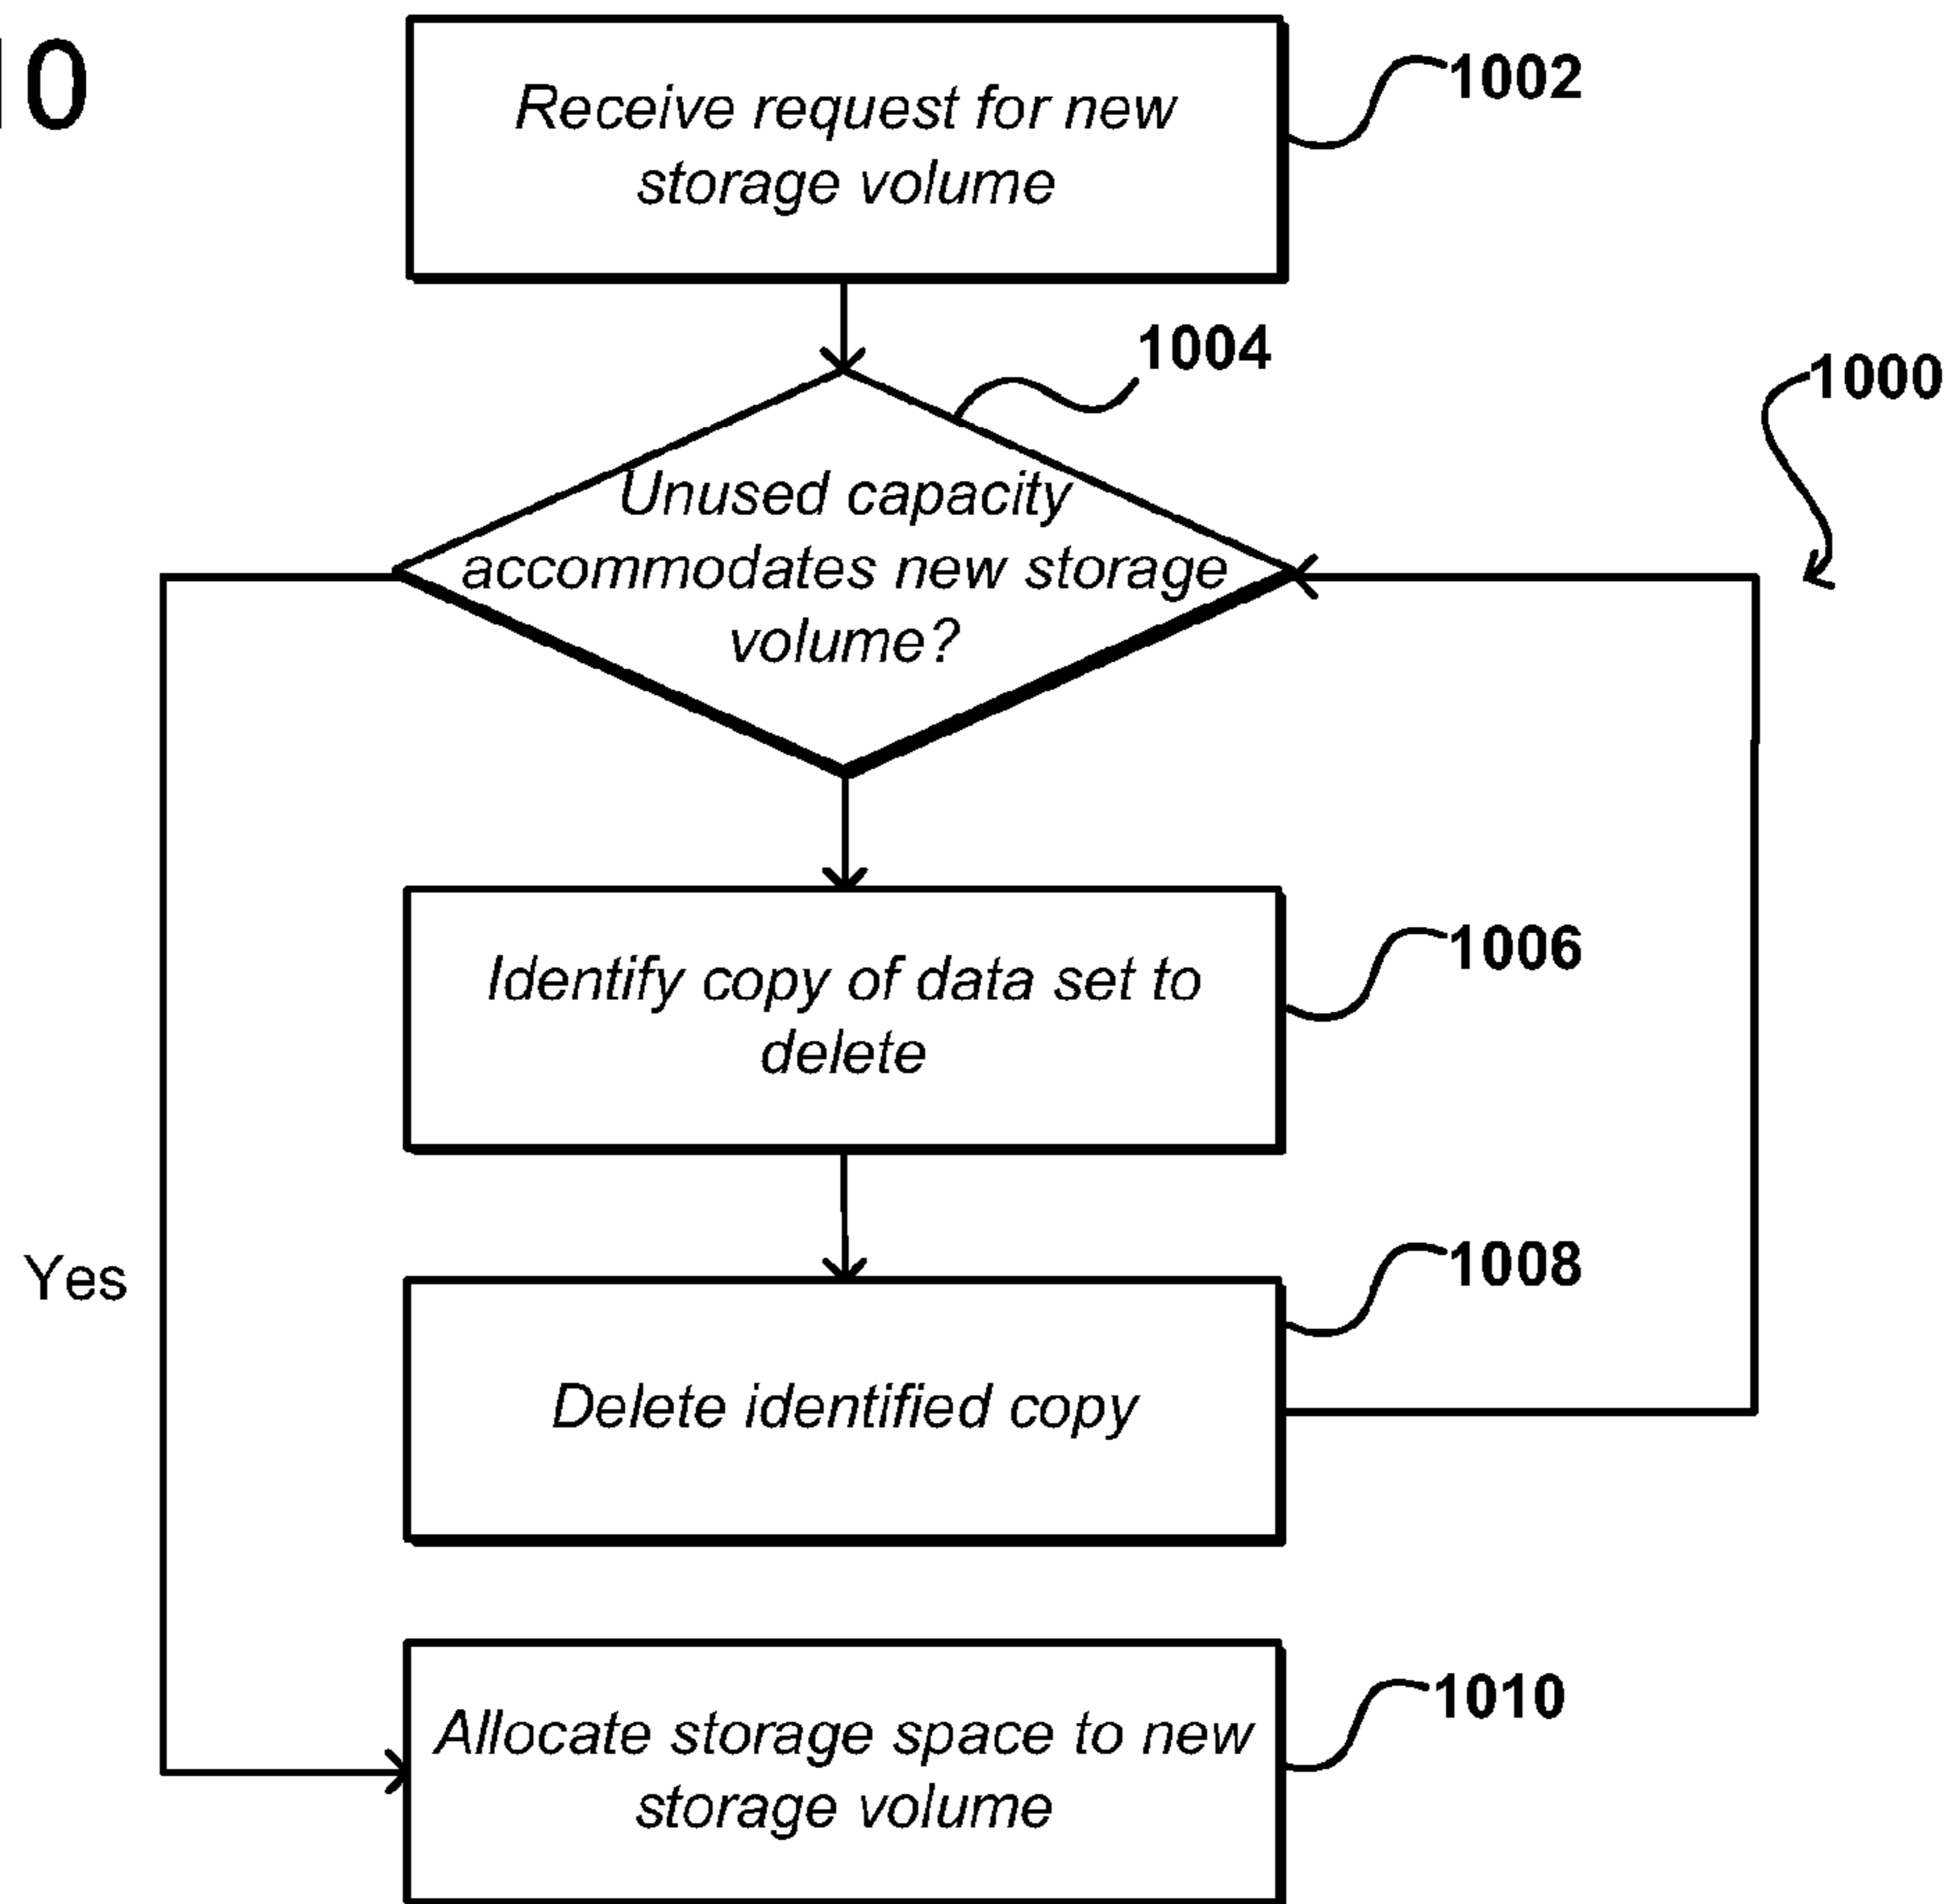 10
Receive request for new
storage volume
1002
1004
1000
Unused capacity
accommodates new storage
volume?
Identify copy of data set to
delete
1006
Yes
Delete identified copy
1008
Allocate storage space to new
storage volume
1010